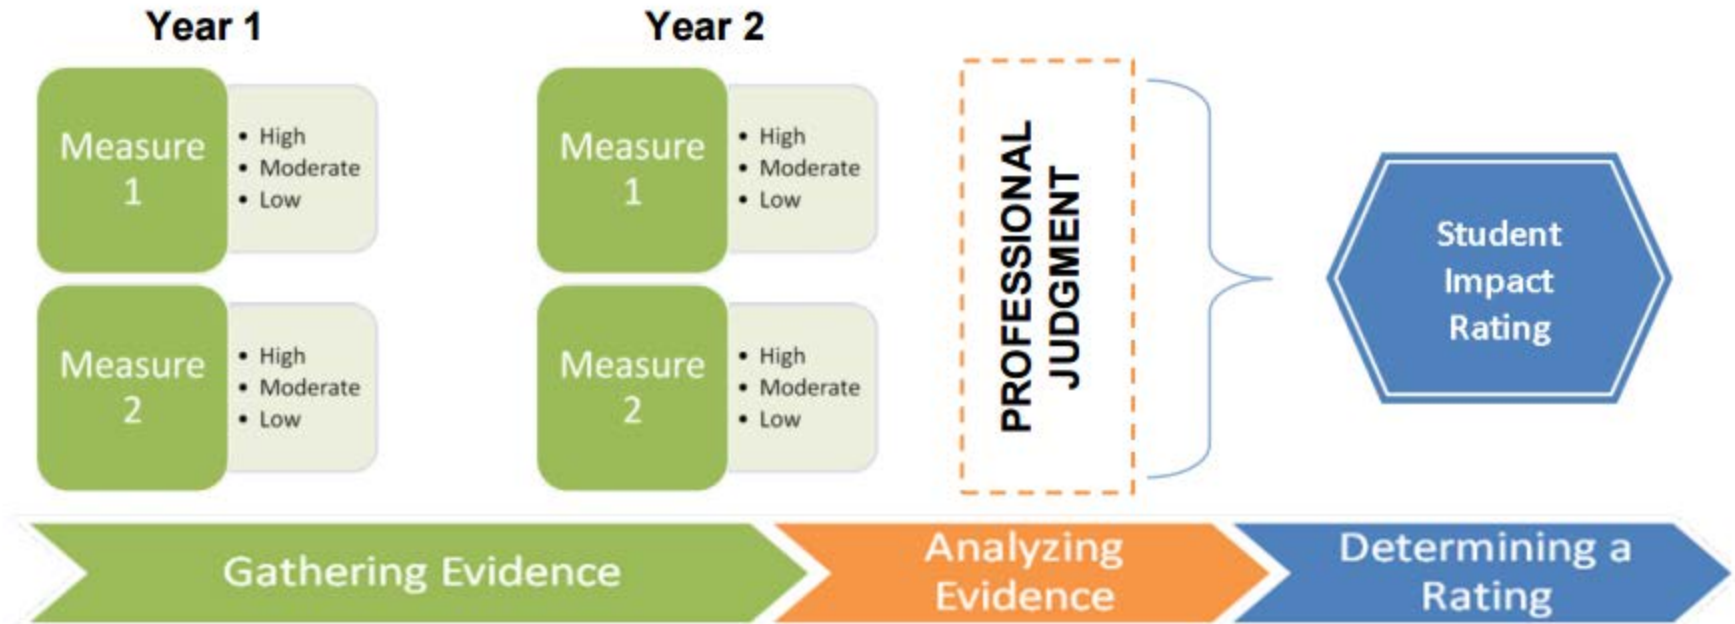 Year 1
Year 2
Measure
1
• High
• Moderate
• Low
Measure
2
• High
• Moderate
• Low
Measure
1
• High
• Moderate
• Low
Measure
2
• High
• Moderate
• Low
PROFESSIONAL
JUDGMENT
Student
Impact
Rating
Gathering Evidence
Analyzing
Evidence
Determining a
Rating